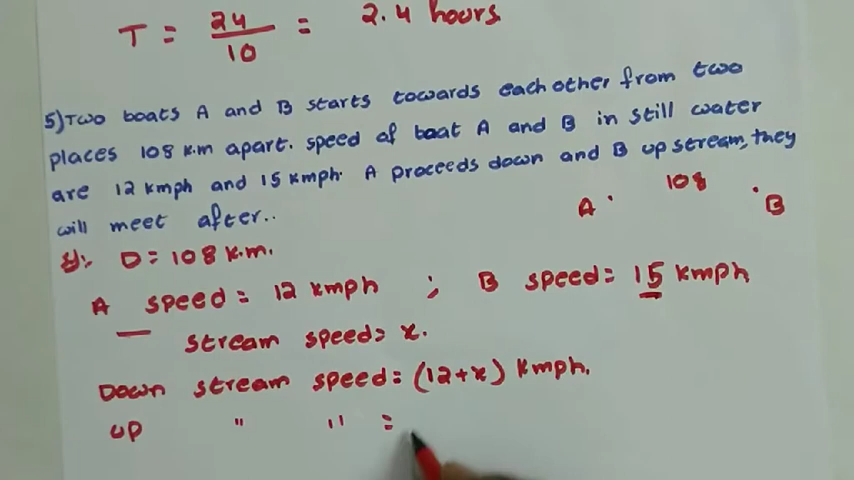 T = 24/10 = 2.4 hours
5) Two boats A and B starts towards each other from two
places 108 K.m apart. speed of boat A and B in still water
are 12 kmph and 15 kmph. A proceeds down and B up stream, they
will meet after..
A 108 B
D = 108 K.m.
A speed = 12 kmph ; B speed = 15 kmph
stream speed = x.
Down stream speed = (12+x) kmph.
up " " =